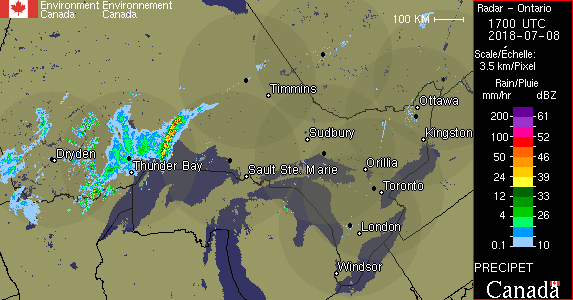 Environment Environnement
Canada Canada
100 KM
Radar - Ontario
1700 UTC
2018-07-08
Scale/Échelle:
3.5 km/Pixel
Rain/Pluie
mm/hr dBZ
200 61
100 52
50 46
24 39
12 33
4 26
0.1 10
PRECIPET
Canada
Timmins
Ottawa
Sudbury
Kingston
Dryden
Thunder Bay
Sault Ste. Marie
Orillia
Toronto
London
Windsor